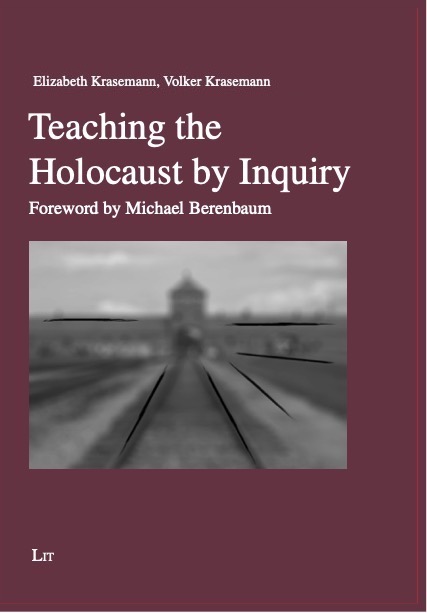 Elizabeth Krasemann, Volker Krasemann
Teaching the
Holocaust by Inquiry
Foreword by Michael Berenbaum
LIT